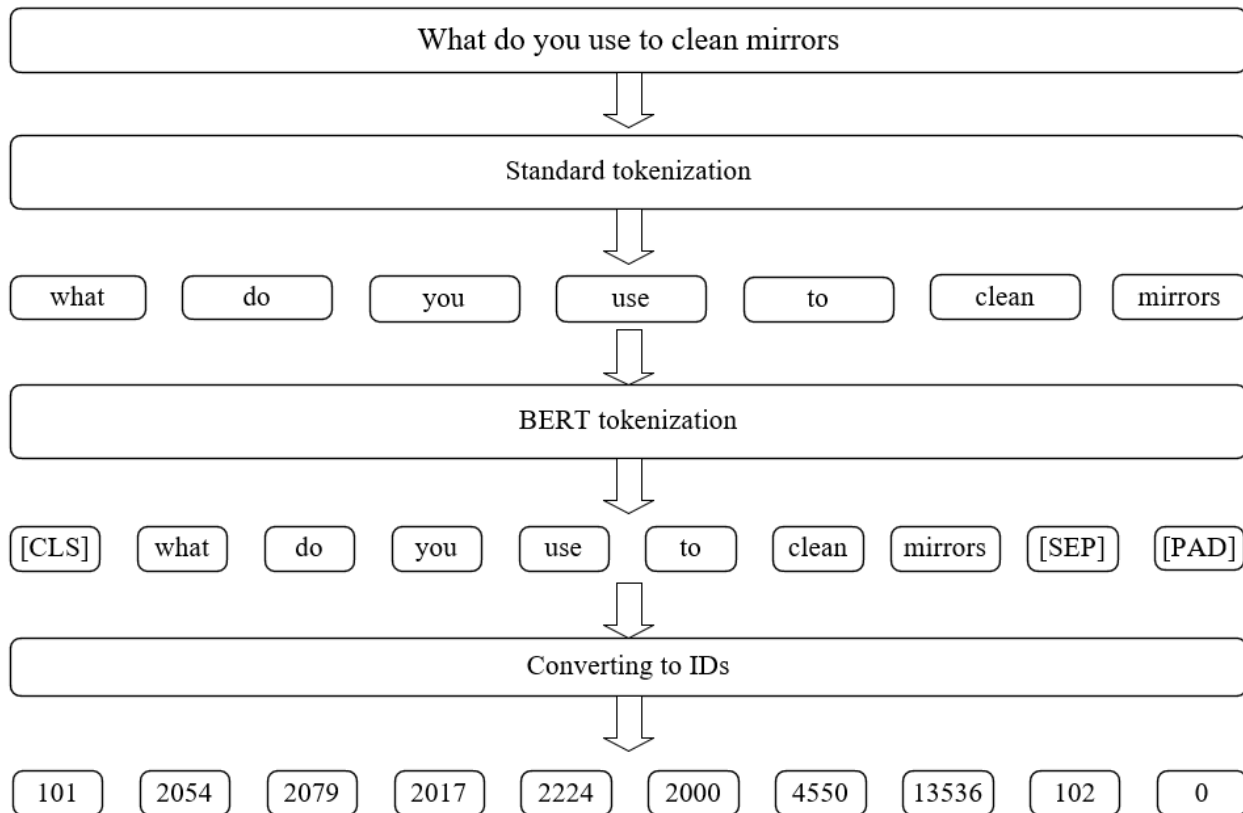 What do you use to clean mirrors
Standard tokenization
what do you use to clean mirrors
BERT tokenization
[CLS] what do you use to clean mirrors [SEP] [PAD]
Converting to IDs
101 2054 2079 2017 2224 2000 4550 13536 102 0